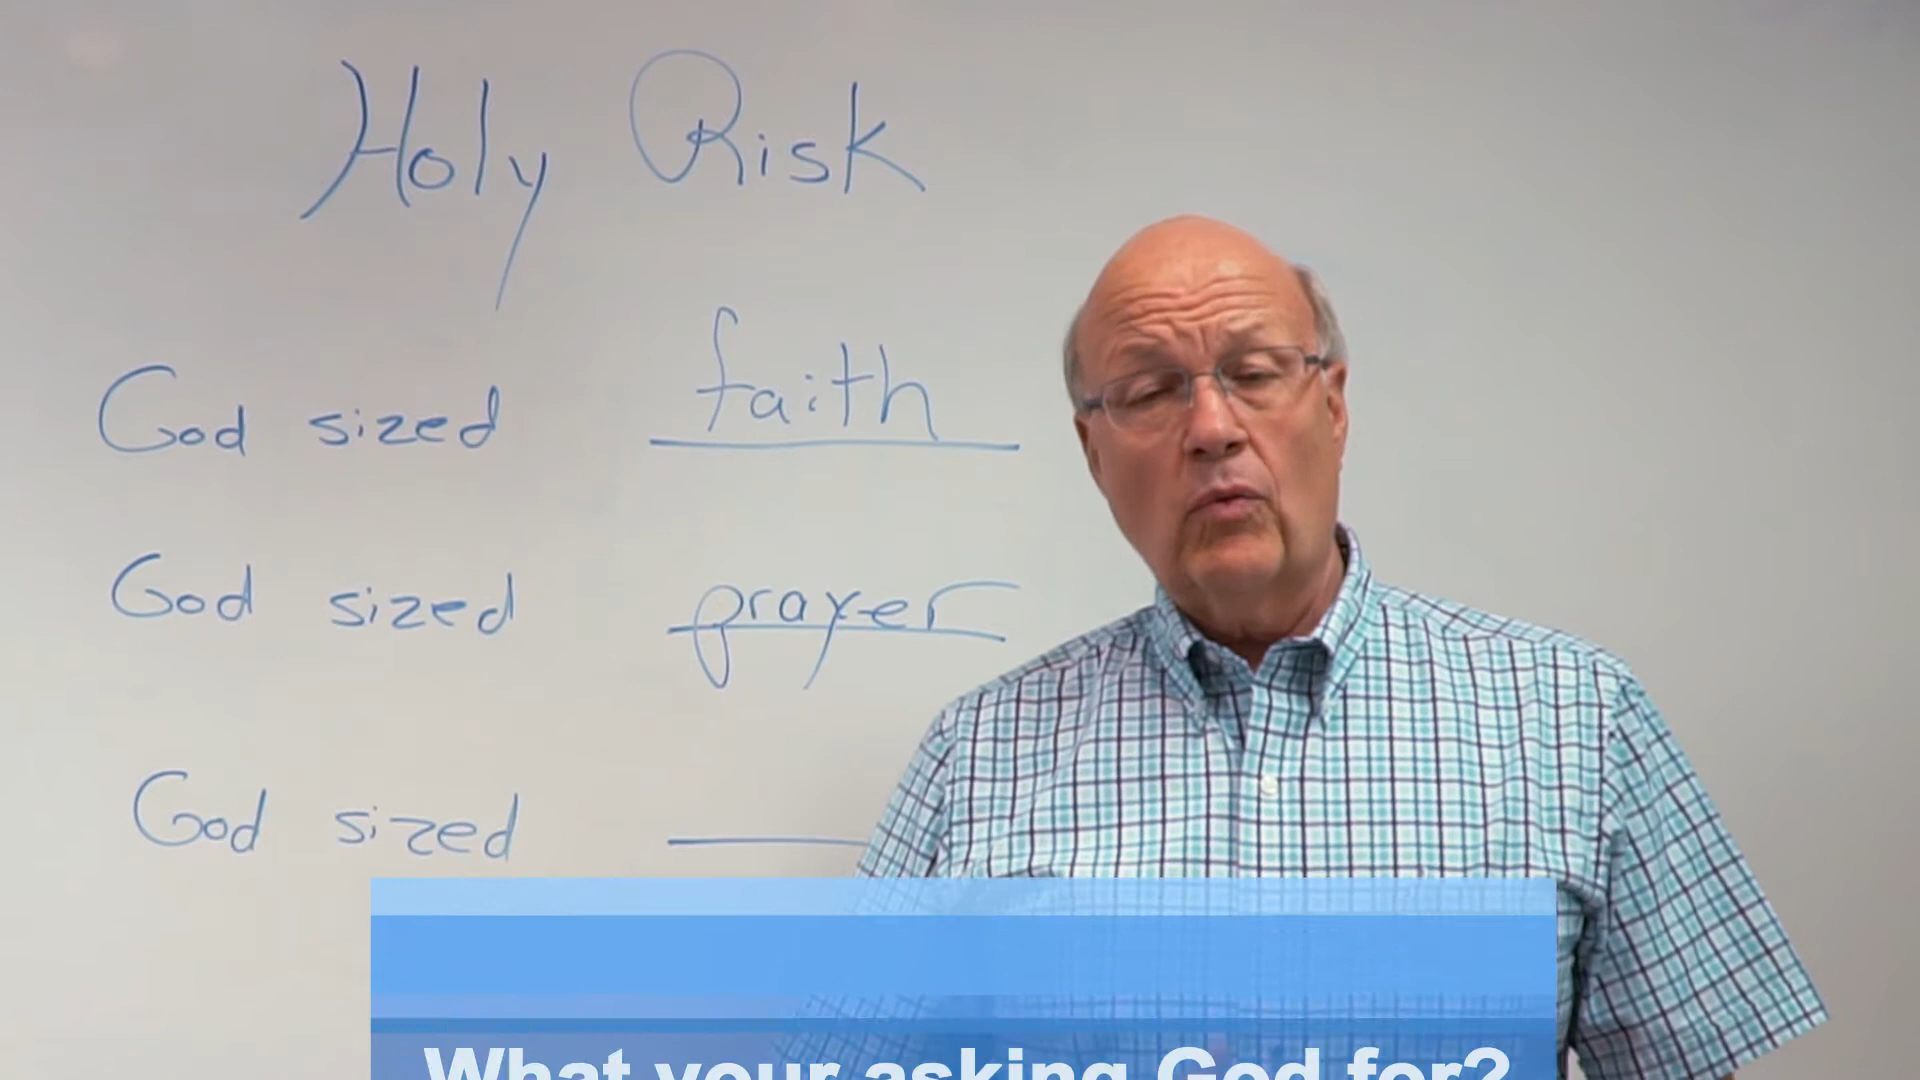 Holy Risk
God sized faith
God sized prayer
God sized
What your asking God for?